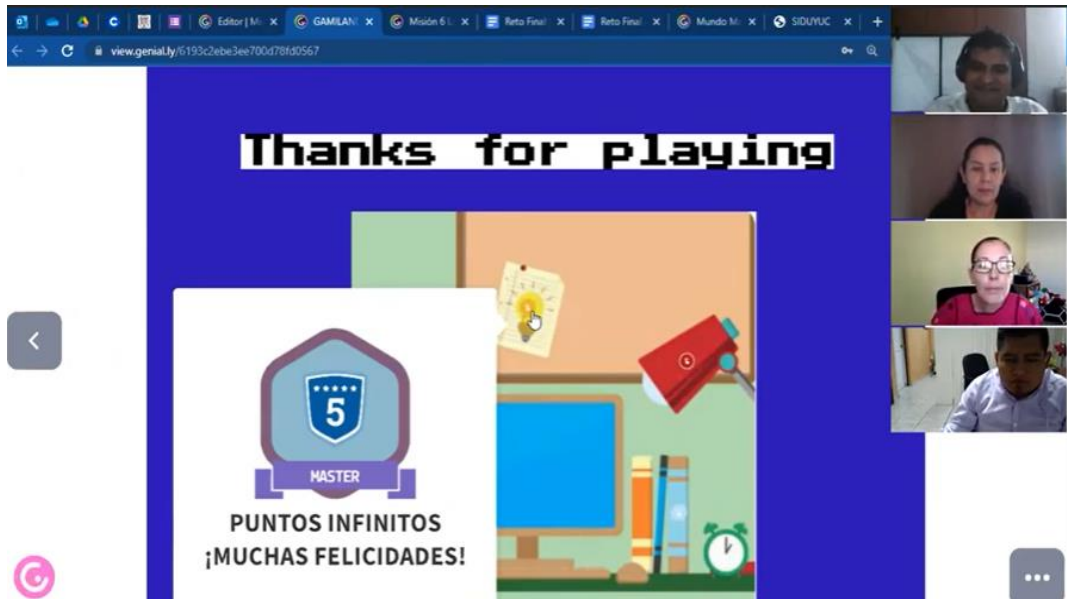 Editor | M
GAMILAN
Misión 6 L
Reto Final
Reto Final
Mundo M
SIDUYUC
view.genial.ly/6193c2ebe3ee700d78fd0567
Thanks for playing
5
MASTER
PUNTOS INFINITOS
¡MUCHAS FELICIDADES!